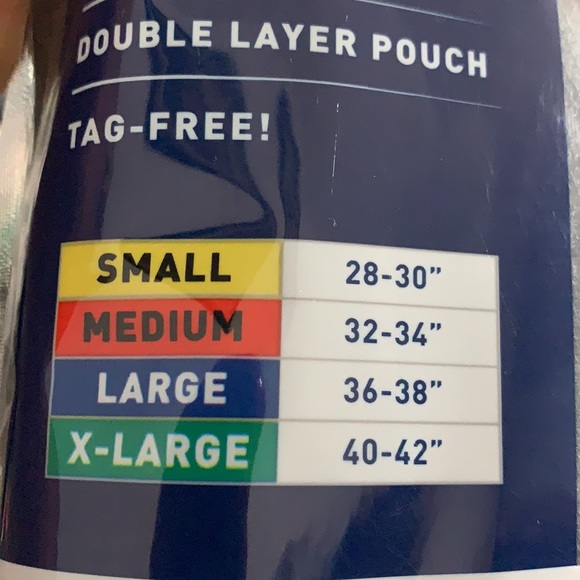 DOUBLE LAYER POUCH
TAG-FREE!
SMALL 28-30”
MEDIUM 32-34”
LARGE 36-38”
X-LARGE 40-42”